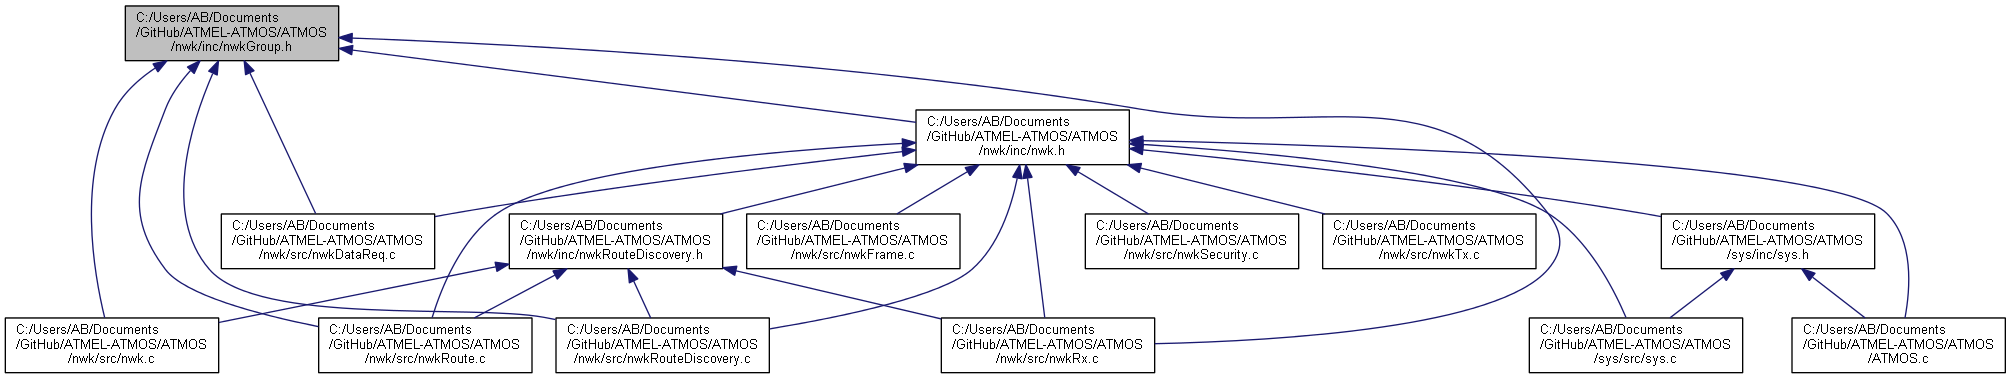 C:/Users/AB/Documents
/GitHub/ATMEL-ATMOS/ATMOS
/nwk/inc/nwkGroup.h
C:/Users/AB/Documents
/GitHub/ATMEL-ATMOS/ATMOS
/nwk/inc/nwk.h
C:/Users/AB/Documents
/GitHub/ATMEL-ATMOS/ATMOS
/nwk/src/nwkDataReq.c
C:/Users/AB/Documents
/GitHub/ATMEL-ATMOS/ATMOS
/nwk/inc/nwkRouteDiscovery.h
C:/Users/AB/Documents
/GitHub/ATMEL-ATMOS/ATMOS
/nwk/src/nwkFrame.c
C:/Users/AB/Documents
/GitHub/ATMEL-ATMOS/ATMOS
/nwk/src/nwkSecurity.c
C:/Users/AB/Documents
/GitHub/ATMEL-ATMOS/ATMOS
/nwk/src/nwkTx.c
C:/Users/AB/Documents
/GitHub/ATMEL-ATMOS/ATMOS
/sys/inc/sys.h
C:/Users/AB/Documents
/GitHub/ATMEL-ATMOS/ATMOS
/nwk/src/nwk.c
C:/Users/AB/Documents
/GitHub/ATMEL-ATMOS/ATMOS
/nwk/src/nwkRoute.c
C:/Users/AB/Documents
/GitHub/ATMEL-ATMOS/ATMOS
/nwk/src/nwkRouteDiscovery.c
C:/Users/AB/Documents
/GitHub/ATMEL-ATMOS/ATMOS
/nwk/src/nwkRx.c
C:/Users/AB/Documents
/GitHub/ATMEL-ATMOS/ATMOS
/sys/src/sys.c
C:/Users/AB/Documents
/GitHub/ATMEL-ATMOS/ATMOS
/ATMOS.c